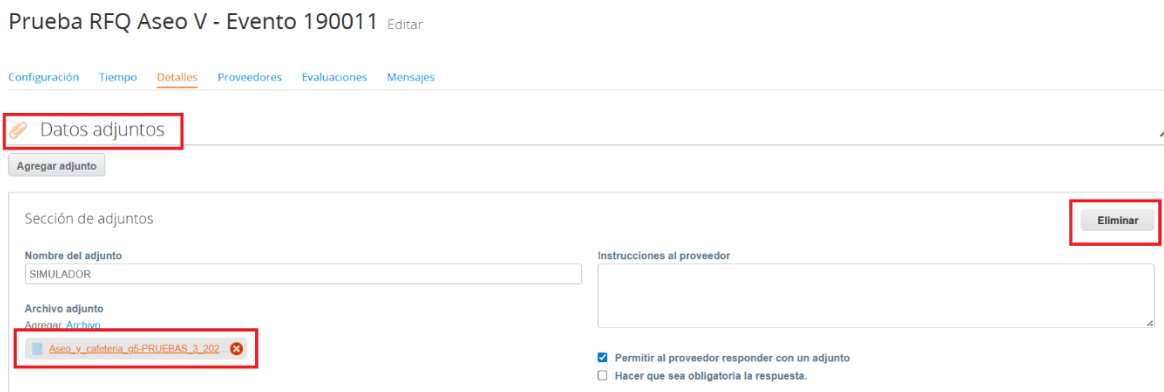 Prueba RFQ Aseo V - Evento 190011 Editar
Configuración Tiempo Detalles Proveedores Evaluaciones Mensajes
Datos adjuntos
Agregar adjunto
Sección de adjuntos
Eliminar
Nombre del adjunto
SIMULADOR
Instrucciones al proveedor
Archivo adjunto
Agregar Archivo
Aseo_y_cafeteria_g5-PRUEBAS_3_202...
Permitir al proveedor responder con un adjunto
Hacer que sea obligatoria la respuesta.